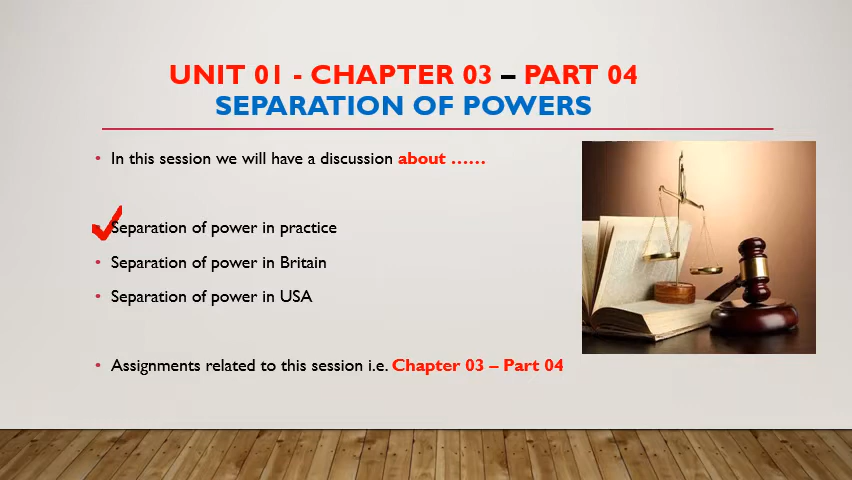 UNIT 01 - CHAPTER 03 – PART 04
SEPARATION OF POWERS
• In this session we will have a discussion about ......
Separation of power in practice
• Separation of power in Britain
• Separation of power in USA
• Assignments related to this session i.e. Chapter 03 – Part 04